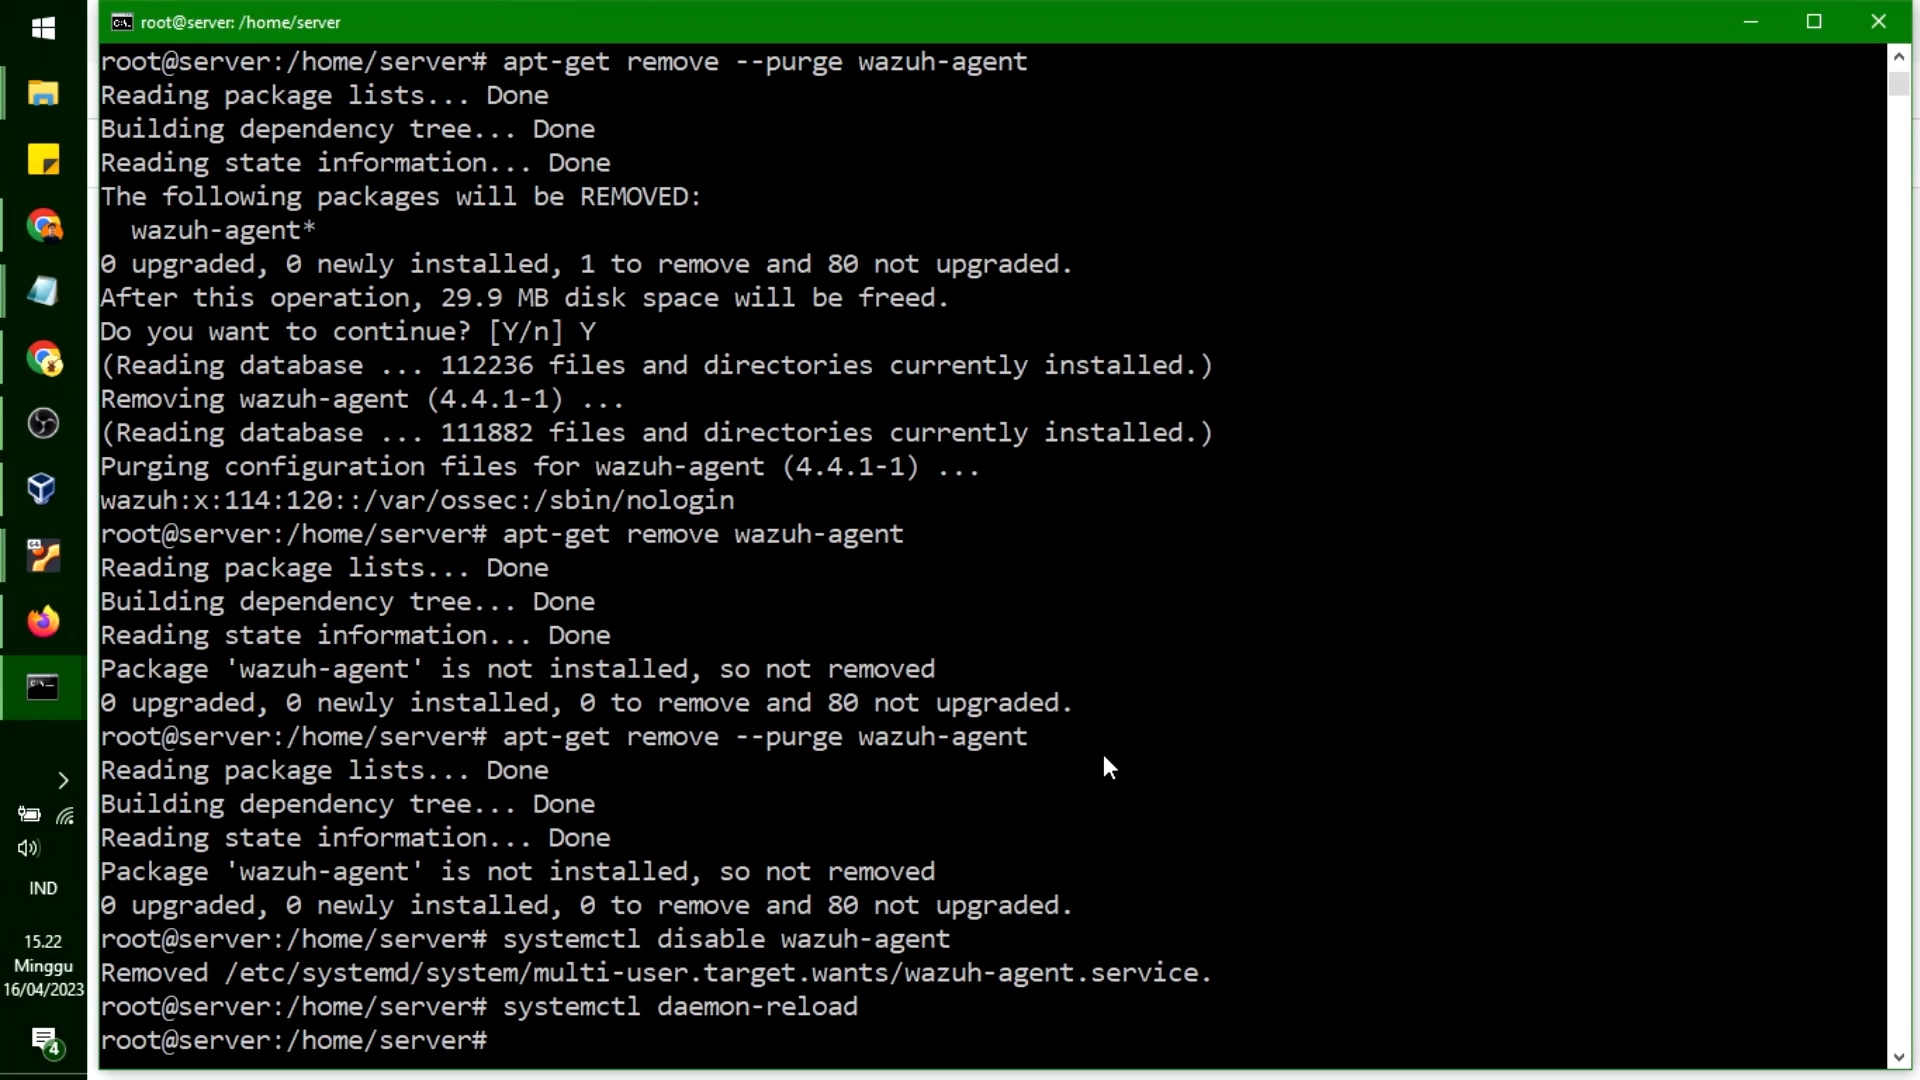 root@server: /home/server
root@server:/home/server# apt-get remove --purge wazuh-agent
Reading package lists... Done
Building dependency tree... Done
Reading state information... Done
The following packages will be REMOVED:
  wazuh-agent*
0 upgraded, 0 newly installed, 1 to remove and 80 not upgraded.
After this operation, 29.9 MB disk space will be freed.
Do you want to continue? [Y/n] Y
(Reading database ... 112236 files and directories currently installed.)
Removing wazuh-agent (4.4.1-1) ...
(Reading database ... 111882 files and directories currently installed.)
Purging configuration files for wazuh-agent (4.4.1-1) ...
wazuh:x:114:120::/var/ossec:/sbin/nologin
root@server:/home/server# apt-get remove wazuh-agent
Reading package lists... Done
Building dependency tree... Done
Reading state information... Done
Package 'wazuh-agent' is not installed, so not removed
0 upgraded, 0 newly installed, 0 to remove and 80 not upgraded.
root@server:/home/server# apt-get remove --purge wazuh-agent
Reading package lists... Done
Building dependency tree... Done
Reading state information... Done
Package 'wazuh-agent' is not installed, so not removed
0 upgraded, 0 newly installed, 0 to remove and 80 not upgraded.
root@server:/home/server# systemctl disable wazuh-agent
Removed /etc/systemd/system/multi-user.target.wants/wazuh-agent.service.
root@server:/home/server# systemctl daemon-reload
root@server:/home/server#
IND
15.22
Minggu
16/04/2023
4